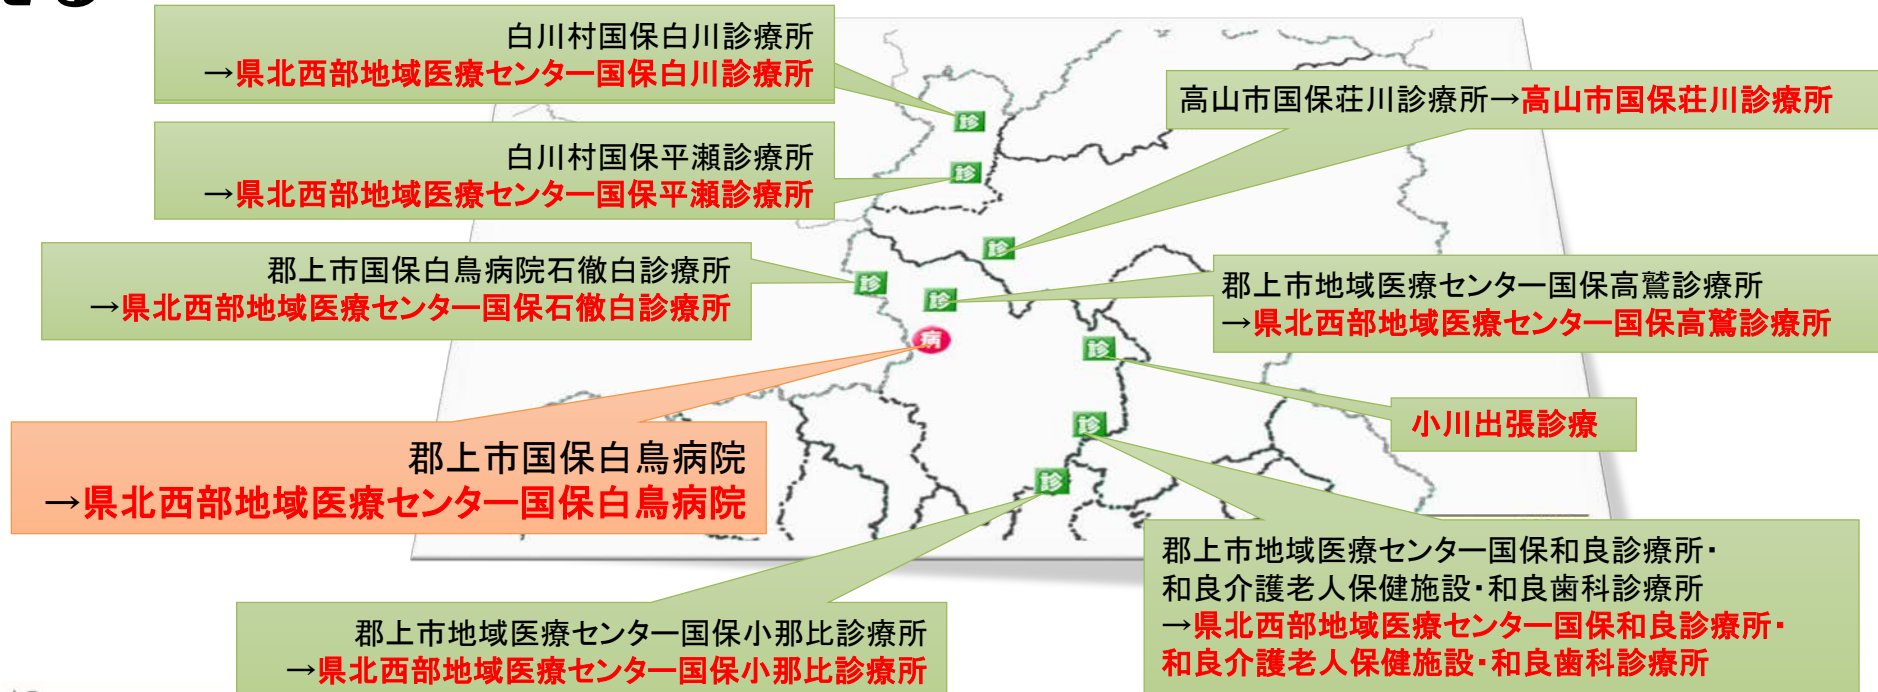 白川村国保白川診療所
→県北西部地域医療センター国保白川診療所
高山市国保荘川診療所→高山市国保荘川診療所
診
白川村国保平瀬診療所
→県北西部地域医療センター国保平瀬診療所
診
診
郡上市国保白鳥病院石徹白診療所
→県北西部地域医療センター国保石徹白診療所
診
診
郡上市地域医療センター国保高鷲診療所
→県北西部地域医療センター国保高鷲診療所
病
診
小川出張診療
診
郡上市国保白鳥病院
→県北西部地域医療センター国保白鳥病院
診
郡上市地域医療センター国保和良診療所・
和良介護老人保健施設・和良歯科診療所
→県北西部地域医療センター国保和良診療所・
和良介護老人保健施設・和良歯科診療所
郡上市地域医療センター国保小那比診療所
→県北西部地域医療センター国保小那比診療所